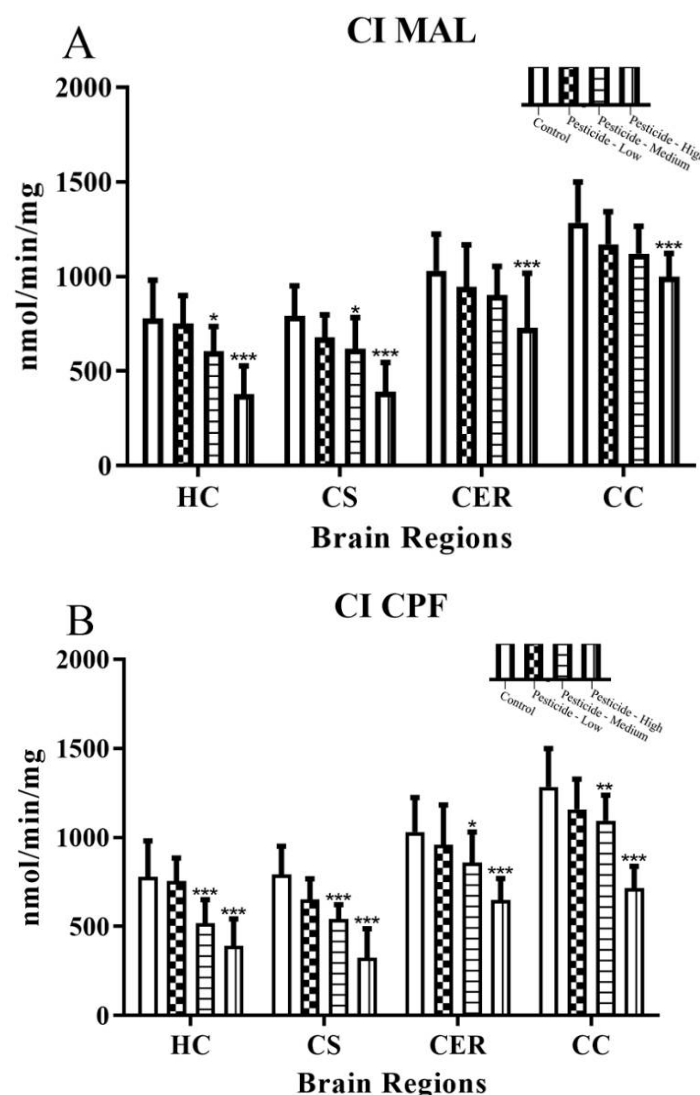 A
CI MAL
Control
Pesticide - Low
Pesticide - Medium
Pesticide - High
nmol/min/mg
2000
1500
1000
500
0
*
***
*
***
***
***
HC CS CER CC
Brain Regions
B
CI CPF
Control
Pesticide - Low
Pesticide - Medium
Pesticide - High
nmol/min/mg
2000
1500
1000
500
0
***
***
***
***
*
***
**
***
HC CS CER CC
Brain Regions